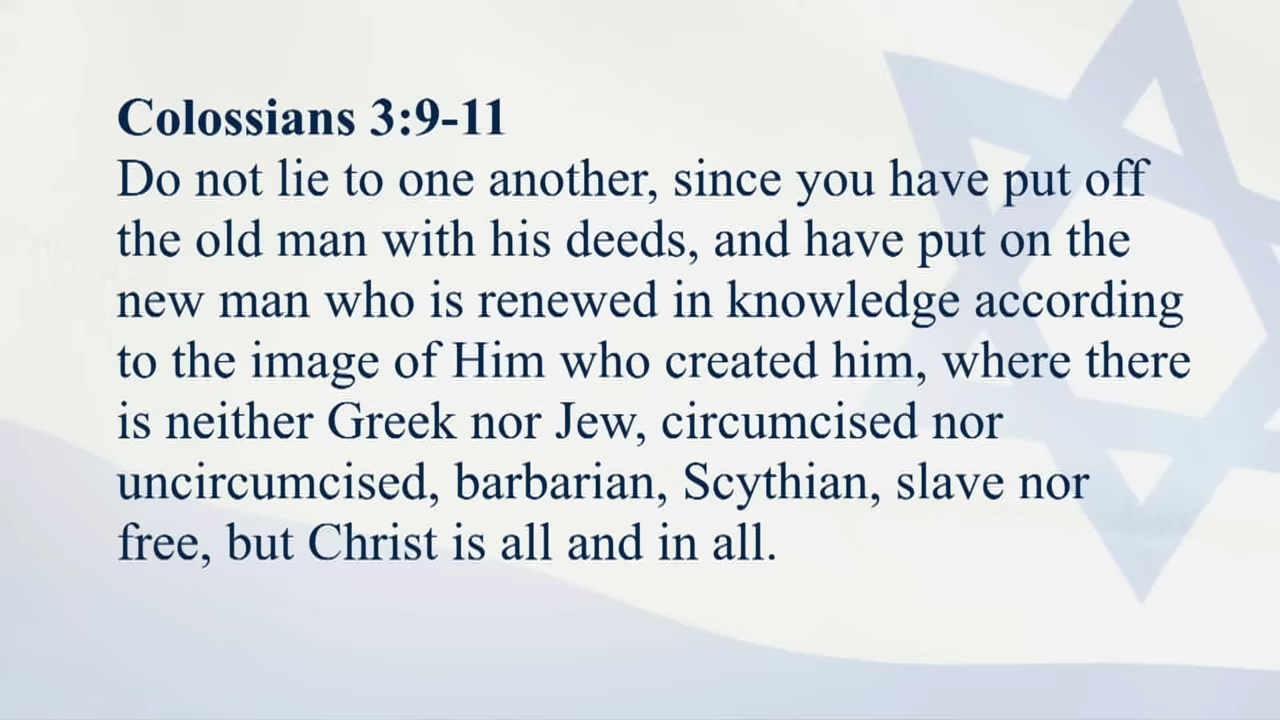 Colossians 3:9-11
Do not lie to one another, since you have put off
the old man with his deeds, and have put on the
new man who is renewed in knowledge according
to the image of Him who created him, where there
is neither Greek nor Jew, circumcised nor
uncircumcised, barbarian, Scythian, slave nor
free, but Christ is all and in all.